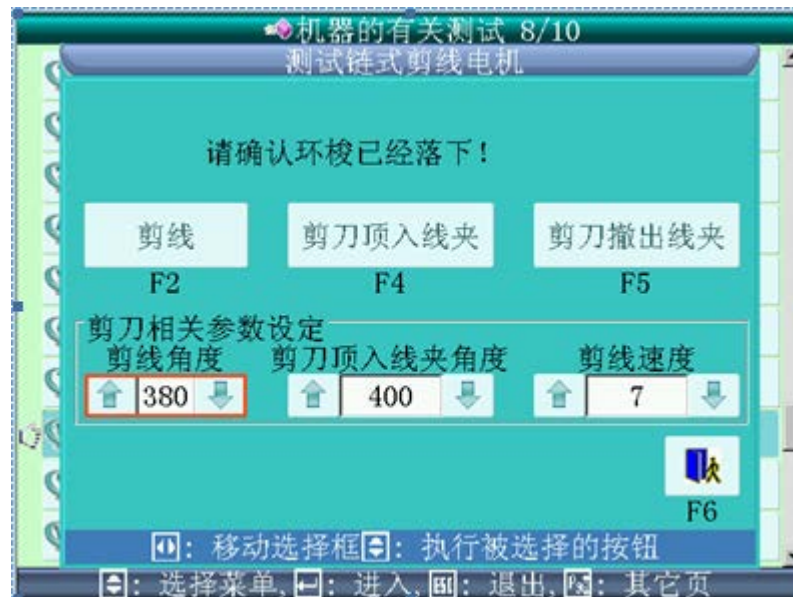 机器的有关测试 8/10
测试链式剪线电机
请确认环梭已经落下!
剪线 剪刀顶入线夹 剪刀撤出线夹
F2 F4 F5
剪刀相关参数设定
剪线角度 剪刀顶入线夹角度 剪线速度
380 400 7
F6
: 移动选择框 : 执行被选择的按钮
: 选择菜单, : 进入, ESC : 退出, : 其它页